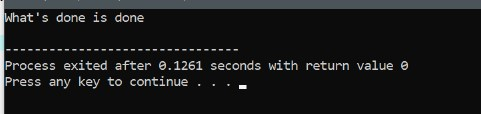 What's done is done
--------------------------------
Process exited after 0.1261 seconds with return value 0
Press any key to continue . . .